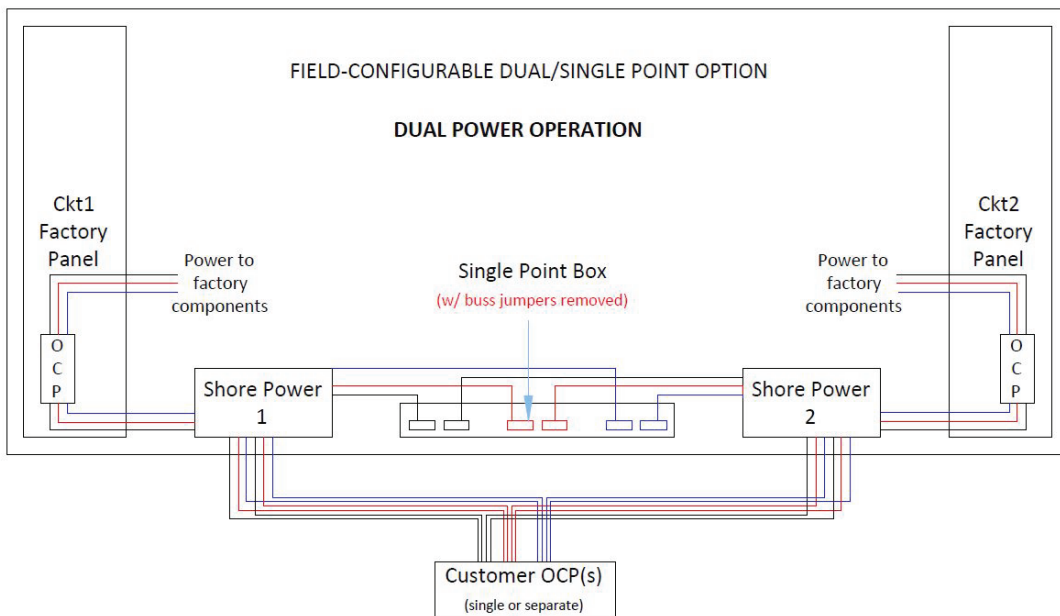 FIELD-CONFIGURABLE DUAL/SINGLE POINT OPTION
DUAL POWER OPERATION
Ckt1
Factory
Panel
Ckt2
Factory
Panel
Power to
factory
components
Single Point Box
(w/ buss jumpers removed)
Power to
factory
components
O
C
P
O
C
P
Shore Power
1
Shore Power
2
Customer OCP(s)
(single or separate)